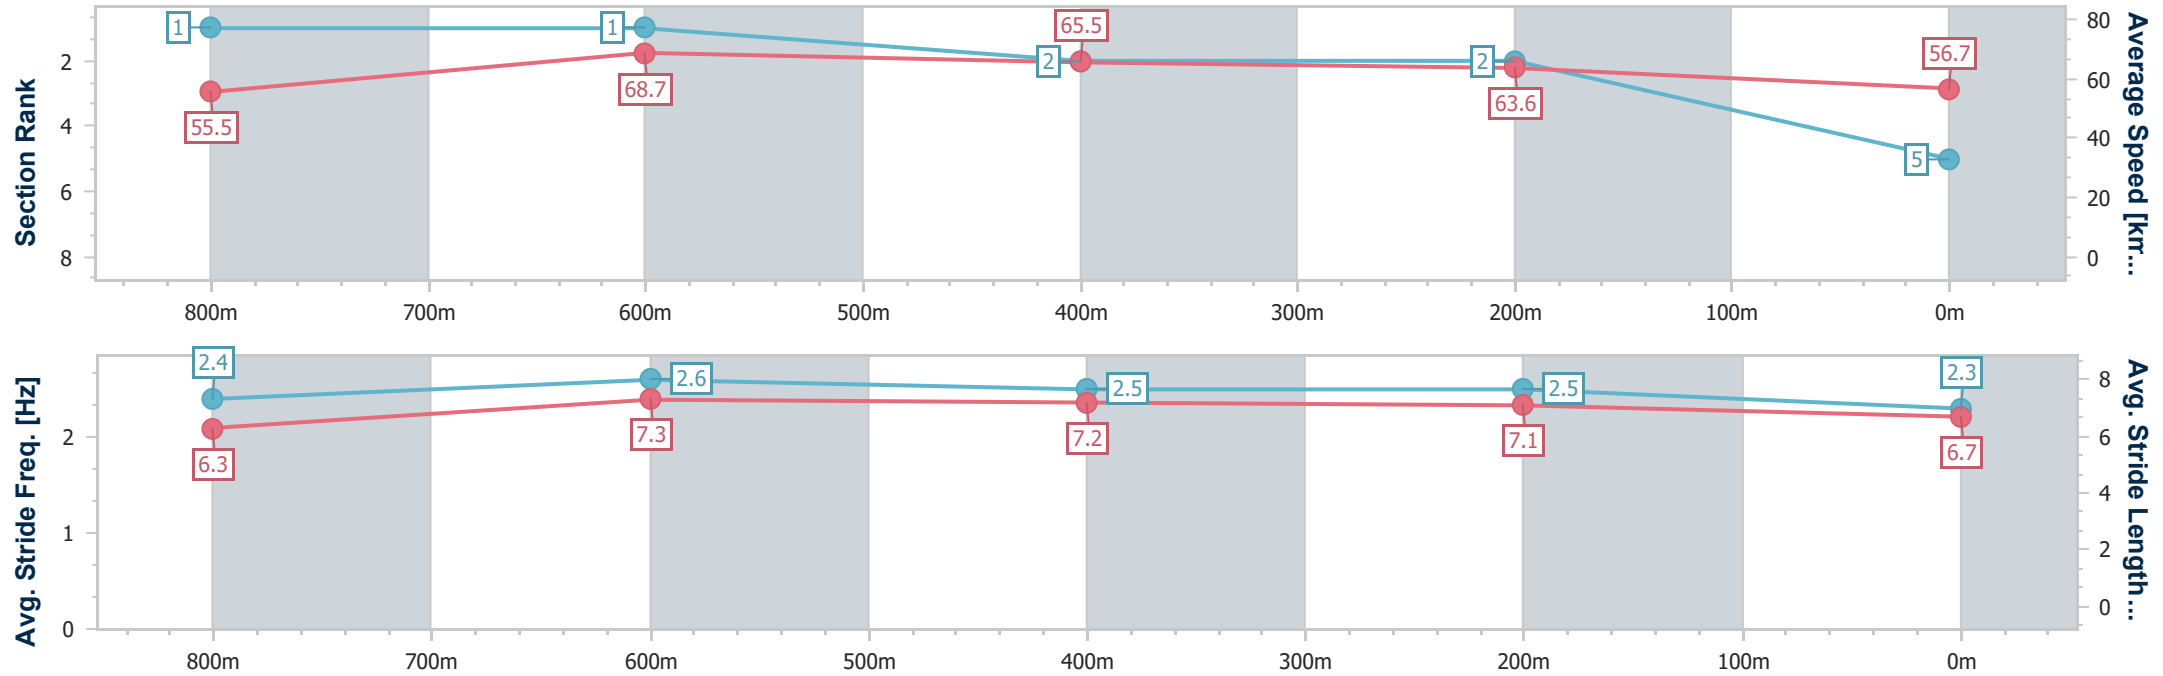 Section Rank
2
4
6
8
1
1
2
2
5
55.5
68.7
65.5
63.6
56.7
80
60
40
20
0
Average Speed [km...
800m
700m
600m
500m
400m
300m
200m
100m
0m
Avg. Stride Freq. [Hz]
2
1
0
2.4
2.6
2.5
2.5
2.3
6.3
7.3
7.2
7.1
6.7
8
6
4
2
0
Avg. Stride Length...
800m
700m
600m
500m
400m
300m
200m
100m
0m